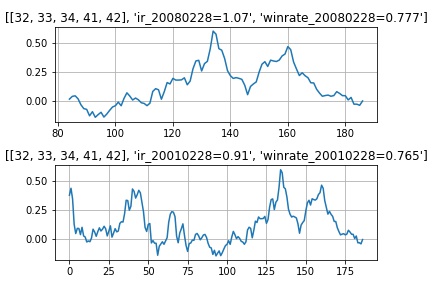 [[32, 33, 34, 41, 42], 'ir_20080228=1.07', 'winrate_20080228=0.777']
0.50
0.25
0.00
80 100 120 140 160 180
[[32, 33, 34, 41, 42], 'ir_20010228=0.91', 'winrate_20010228=0.765']
0.50
0.25
0.00
0 25 50 75 100 125 150 175